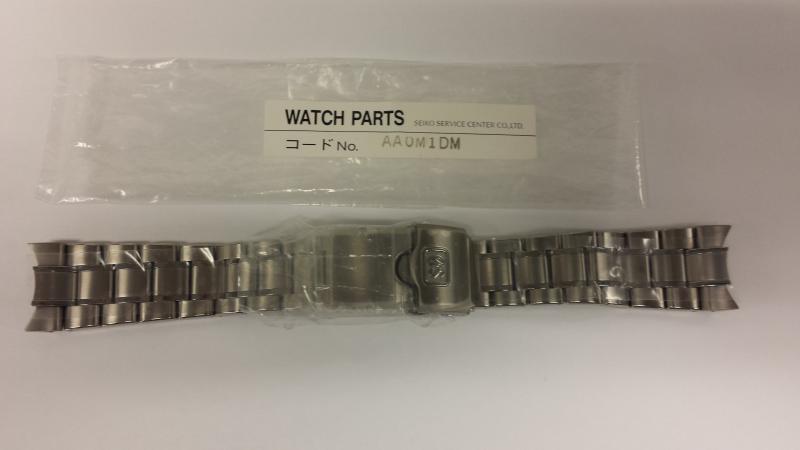 WATCH PARTS SEIKO SERVICE CENTER CO.,LTD.
コードNo. AA0M1DM